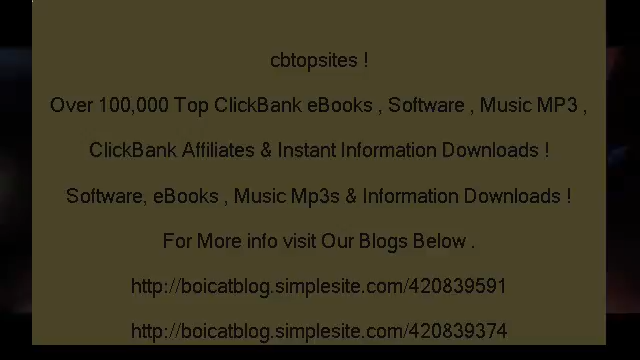 cbtopsites !
Over 100,000 Top ClickBank eBooks , Software , Music MP3 ,
ClickBank Affiliates & Instant Information Downloads !
Software, eBooks , Music Mp3s & Information Downloads !
For More info visit Our Blogs Below .
http://boicatblog.simplesite.com/420839591
http://boicatblog.simplesite.com/420839374